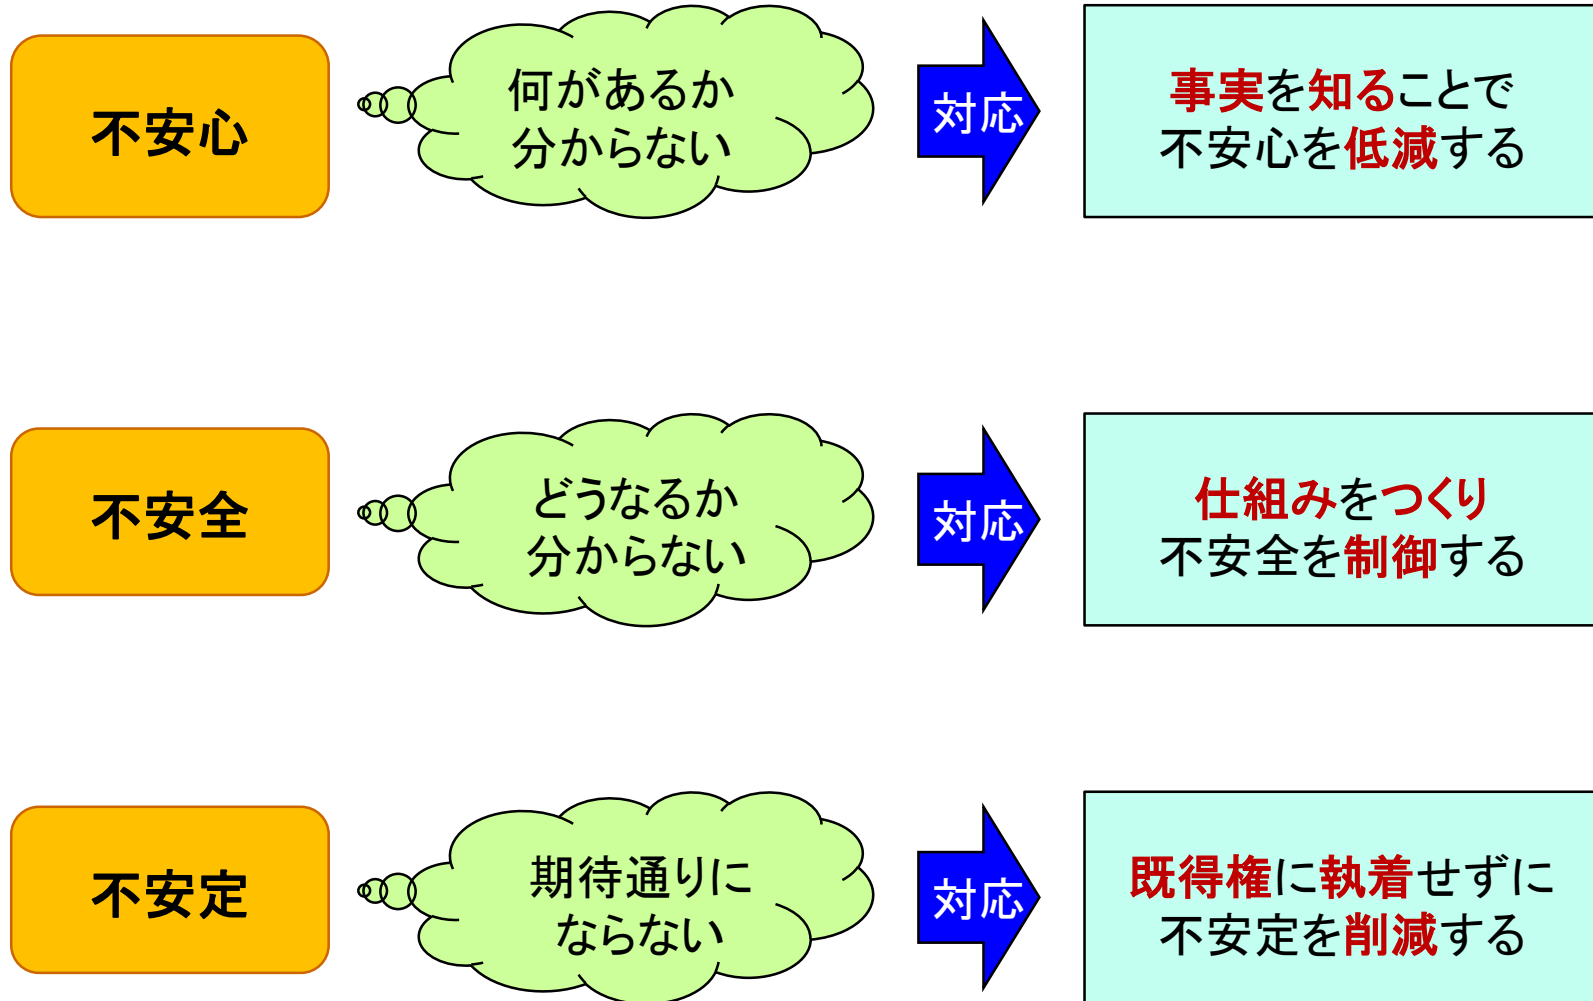 不安心
何があるか
分からない
対応
事実を知ることで
不安心を低減する
不安全
どうなるか
分からない
対応
仕組みをつくり
不安全を制御する
不安定
期待通りに
ならない
対応
既得権に執着せずに
不安定を削減する